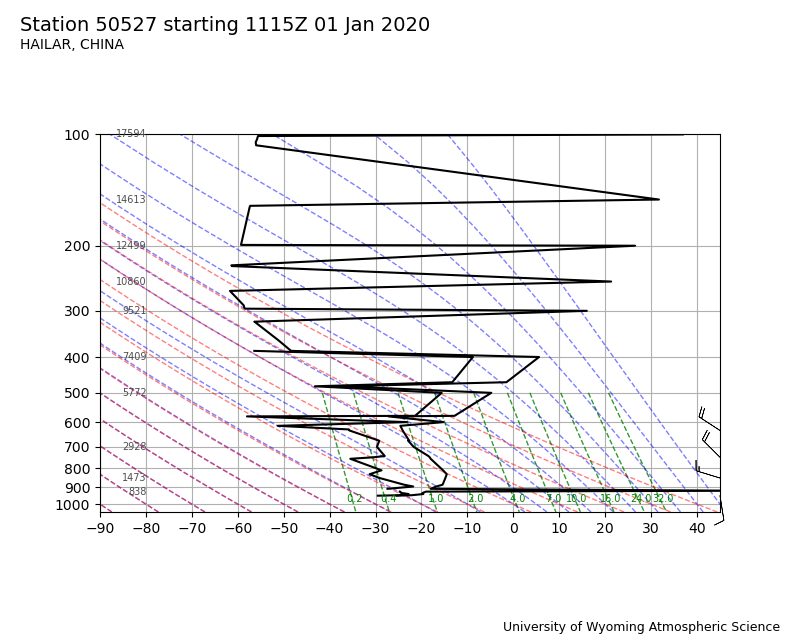 Station 50527 starting 1115Z 01 Jan 2020
HAILAR, CHINA
100 17594
14613
200 12499
10860
300 9521
400 7409
500 5772
600
700 2928
800
1473
900
838
1000
0.2 0.4 1.0 2.0 4.0 7.0 10.0 16.0 24.0 32.0
−90 −80 −70 −60 −50 −40 −30 −20 −10 0 10 20 30 40
University of Wyoming Atmospheric Science